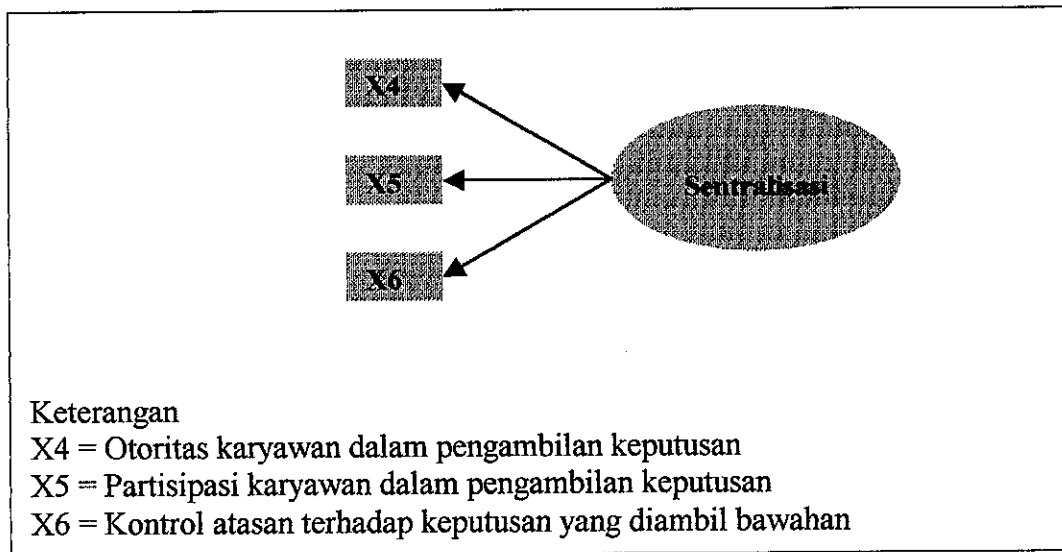 X4
X5
Sentralisasi
X6
Keterangan
X4 = Otoritas karyawan dalam pengambilan keputusan
X5 = Partisipasi karyawan dalam pengambilan keputusan
X6 = Kontrol atasan terhadap keputusan yang diambil bawahan